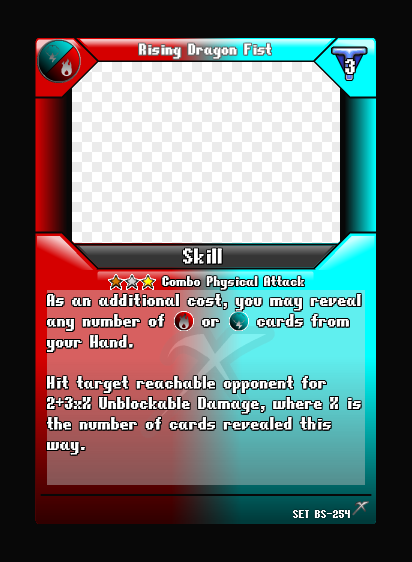 Rising Dragon Fist
3
Skill
Combo Physical Attack
As an additional cost, you may reveal
any number of or cards from
your Hand.
Hit target reachable opponent for
2+3xX Unblockable Damage, where X is
the number of cards revealed this
way.
SET BS-254